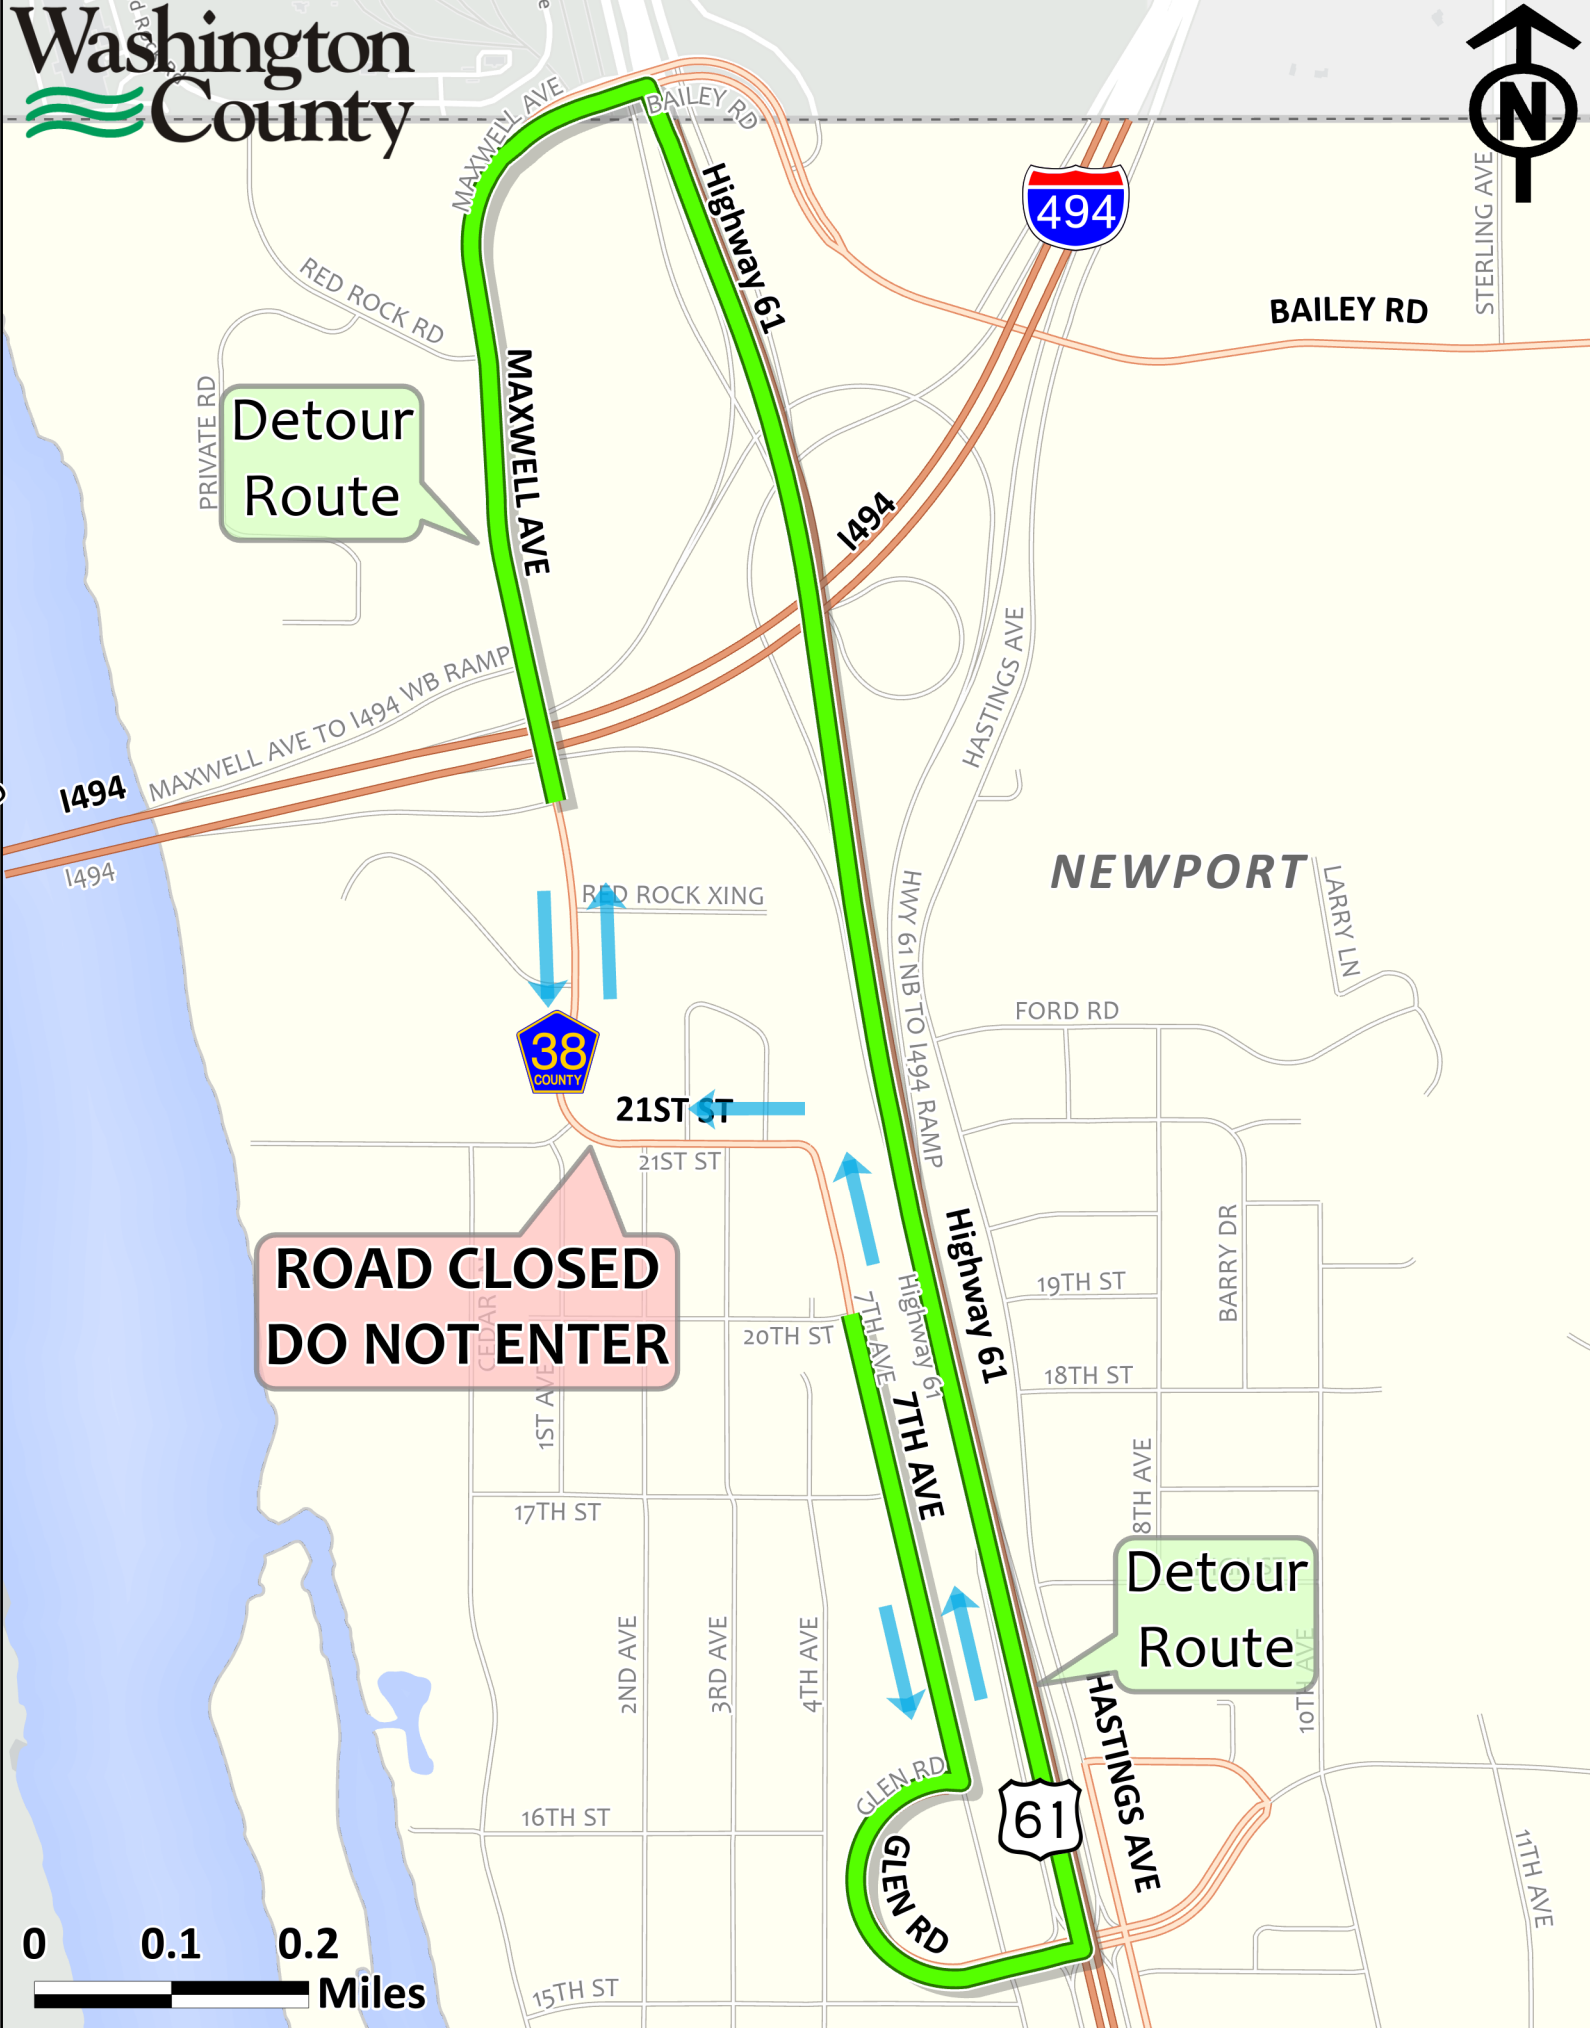 Washington
County
N
MAXWELL AVE
BAILEY RD
Highway 61
494
STERLING AVE
BAILEY RD
RED ROCK RD
PRIVATE RD
MAXWELL AVE
Detour
Route
I494
HASTINGS AVE
MAXWELL AVE TO I494 WB RAMP
I494
I494
NEWPORT
RED ROCK XING
LARRY LN
HWY 61 NB TO I494 RAMP
FORD RD
38
COUNTY
21ST ST
21ST ST
ROAD CLOSED
DO NOT ENTER
CEDAR
1ST AVE
20TH ST
7TH AVE
Highway 61
Highway 61
19TH ST
BARRY DR
18TH ST
7TH AVE
8TH AVE
17TH ST
Detour
Route
2ND AVE
3RD AVE
4TH AVE
10TH AVE
HASTINGS AVE
GLEN RD
16TH ST
61
GLEN RD
11TH AVE
0 0.1 0.2
Miles
15TH ST